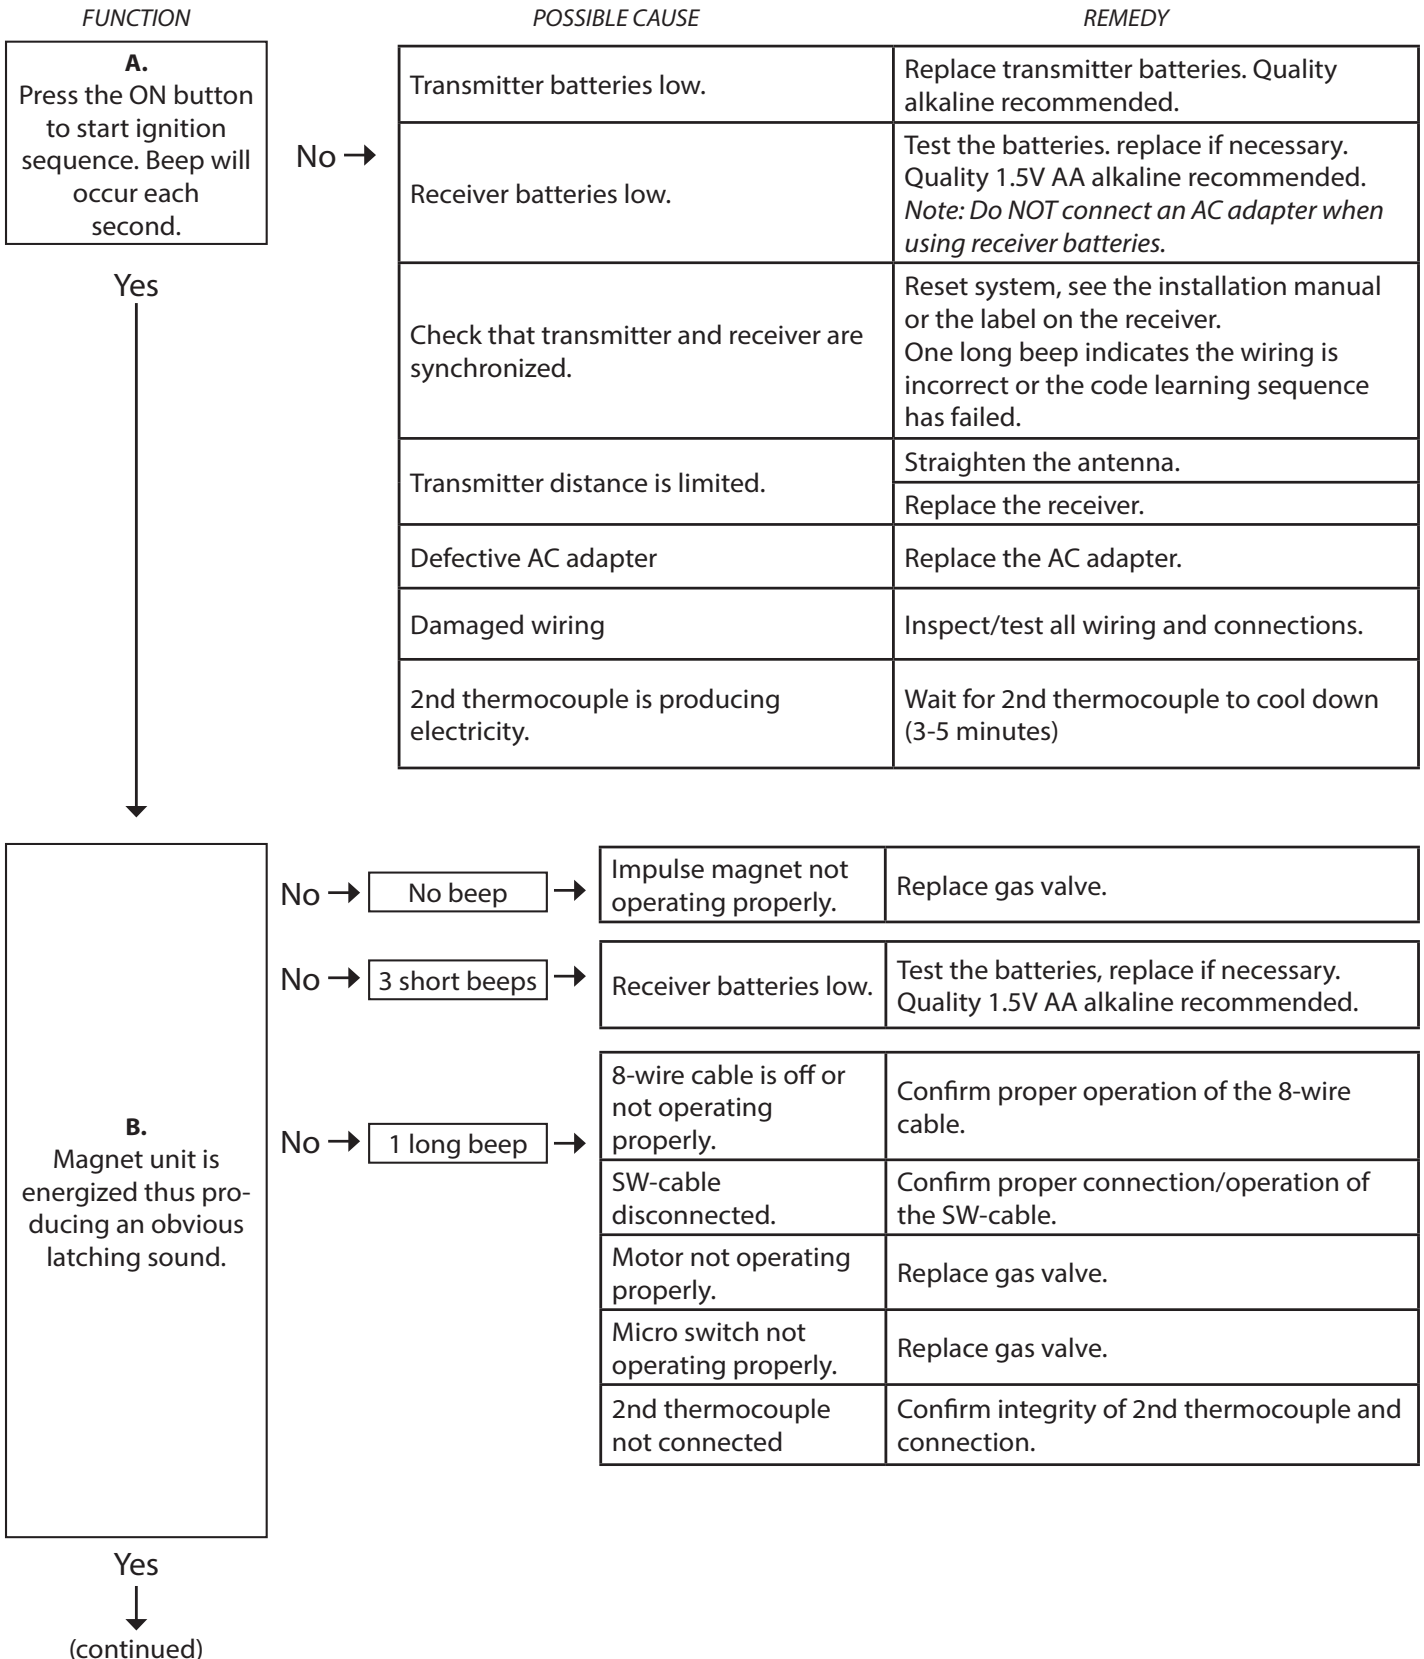 FUNCTION
POSSIBLE CAUSE
REMEDY
A.
Press the ON button
to start ignition
sequence. Beep will
occur each
second.
No
Transmitter batteries low.
Replace transmitter batteries. Quality
alkaline recommended.
Receiver batteries low.
Test the batteries. replace if necessary.
Quality 1.5V AA alkaline recommended.
Note: Do NOT connect an AC adapter when
using receiver batteries.
Check that transmitter and receiver are
synchronized.
Reset system, see the installation manual
or the label on the receiver.
One long beep indicates the wiring is
incorrect or the code learning sequence
has failed.
Transmitter distance is limited.
Straighten the antenna.
Replace the receiver.
Defective AC adapter
Replace the AC adapter.
Damaged wiring
Inspect/test all wiring and connections.
2nd thermocouple is producing
electricity.
Wait for 2nd thermocouple to cool down
(3-5 minutes)
Yes
B.
Magnet unit is
energized thus pro-
ducing an obvious
latching sound.
No
No beep
Impulse magnet not
operating properly.
Replace gas valve.
No
3 short beeps
Receiver batteries low.
Test the batteries, replace if necessary.
Quality 1.5V AA alkaline recommended.
No
1 long beep
8-wire cable is off or
not operating
properly.
Confirm proper operation of the 8-wire
cable.
SW-cable
disconnected.
Confirm proper connection/operation of
the SW-cable.
Motor not operating
properly.
Replace gas valve.
Micro switch not
operating properly.
Replace gas valve.
2nd thermocouple
not connected
Confirm integrity of 2nd thermocouple and
connection.
Yes
(continued)